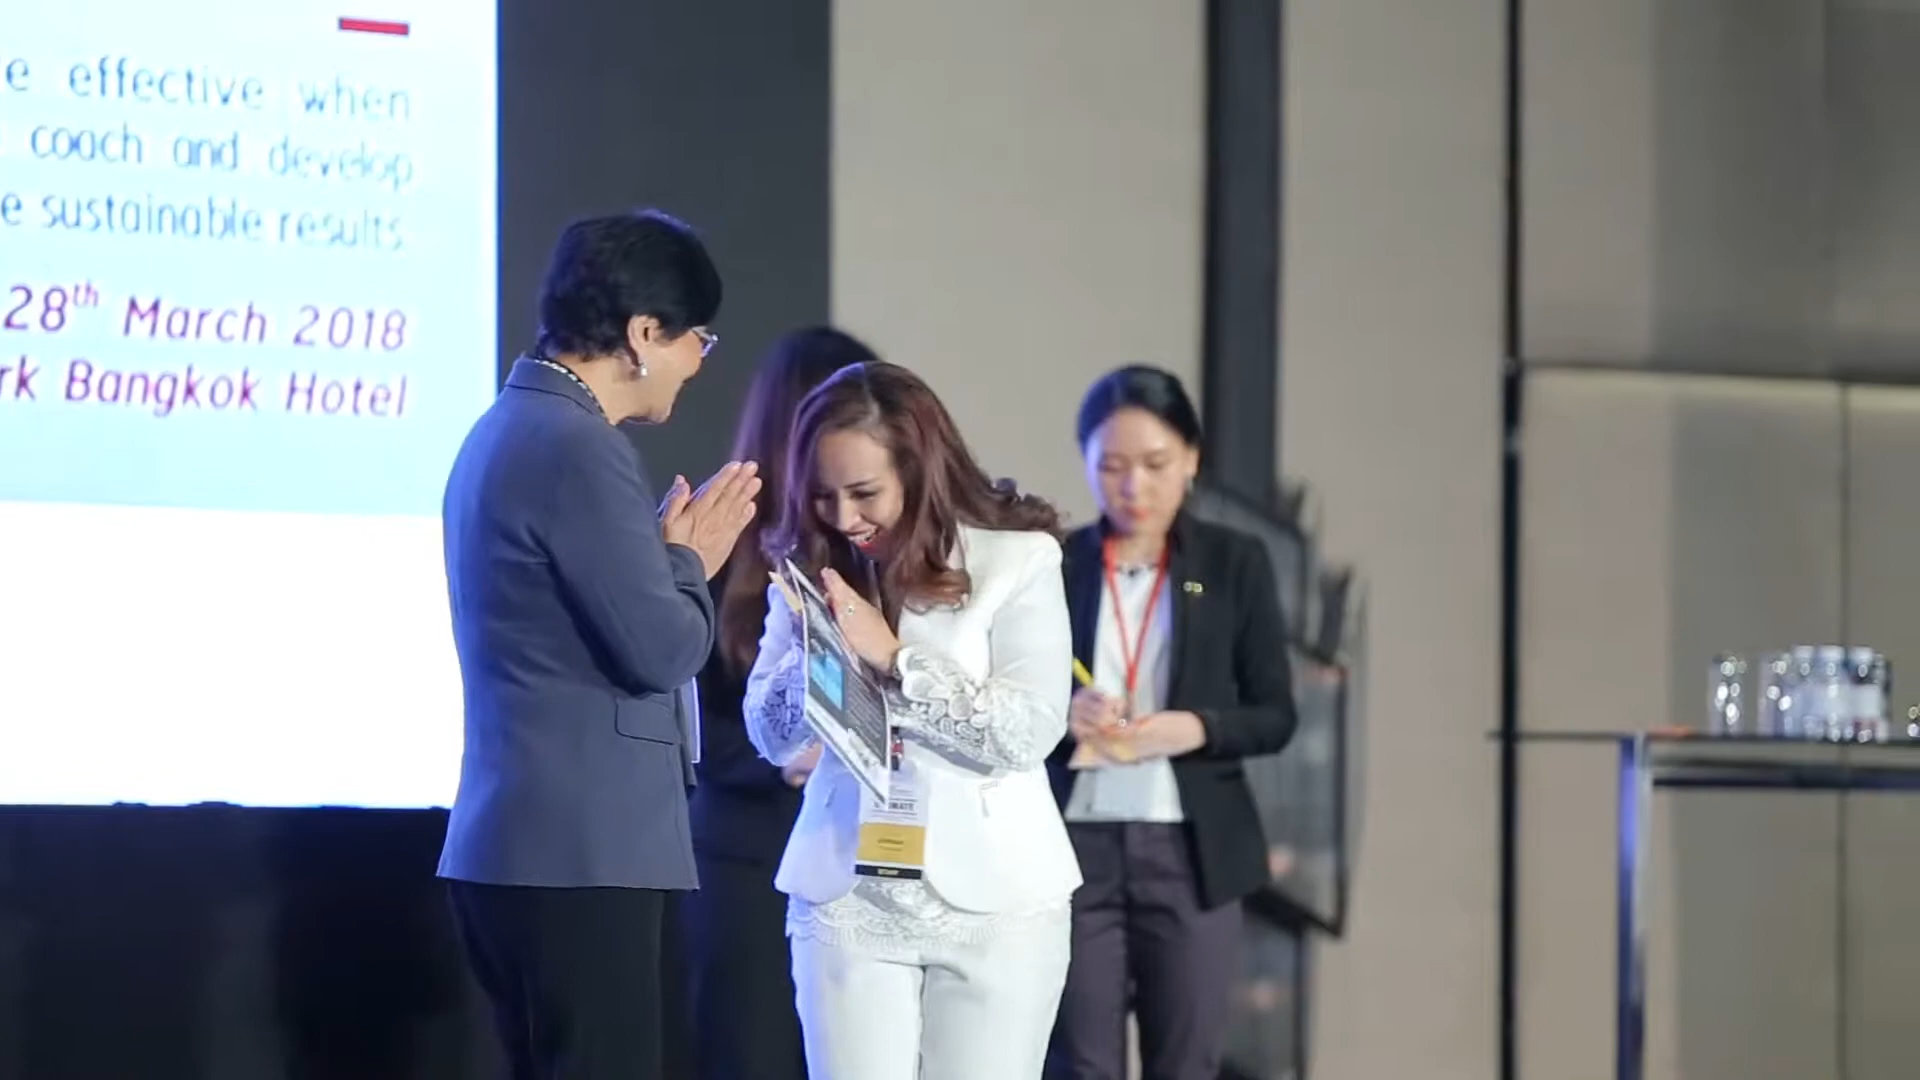 e effective when
coach and develop
e sustainable results
28th March 2018
rk Bangkok Hotel